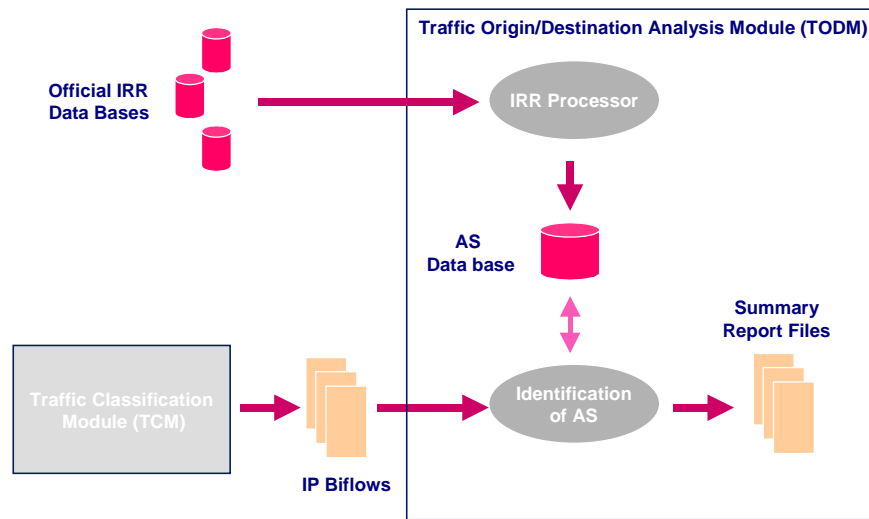 Traffic Origin/Destination Analysis Module (TODM)
Official IRR
Data Bases
IRR Processor
AS
Data base
Summary
Report Files
Traffic Classification
Module (TCM)
Identification
of AS
IP Biflows